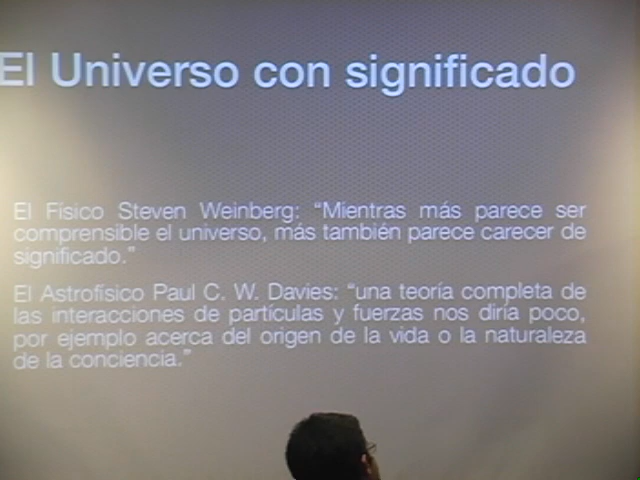 El Universo con significado
El Físico Steven Weinberg: “Mientras más parece ser
comprensible el universo, más también parece carecer de
significado.”
El Astrofísico Paul C. W. Davies: “una teoría completa de
las interacciones de partículas y fuerzas nos diría poco,
por ejemplo acerca del origen de la vida o la naturaleza
de la conciencia.”